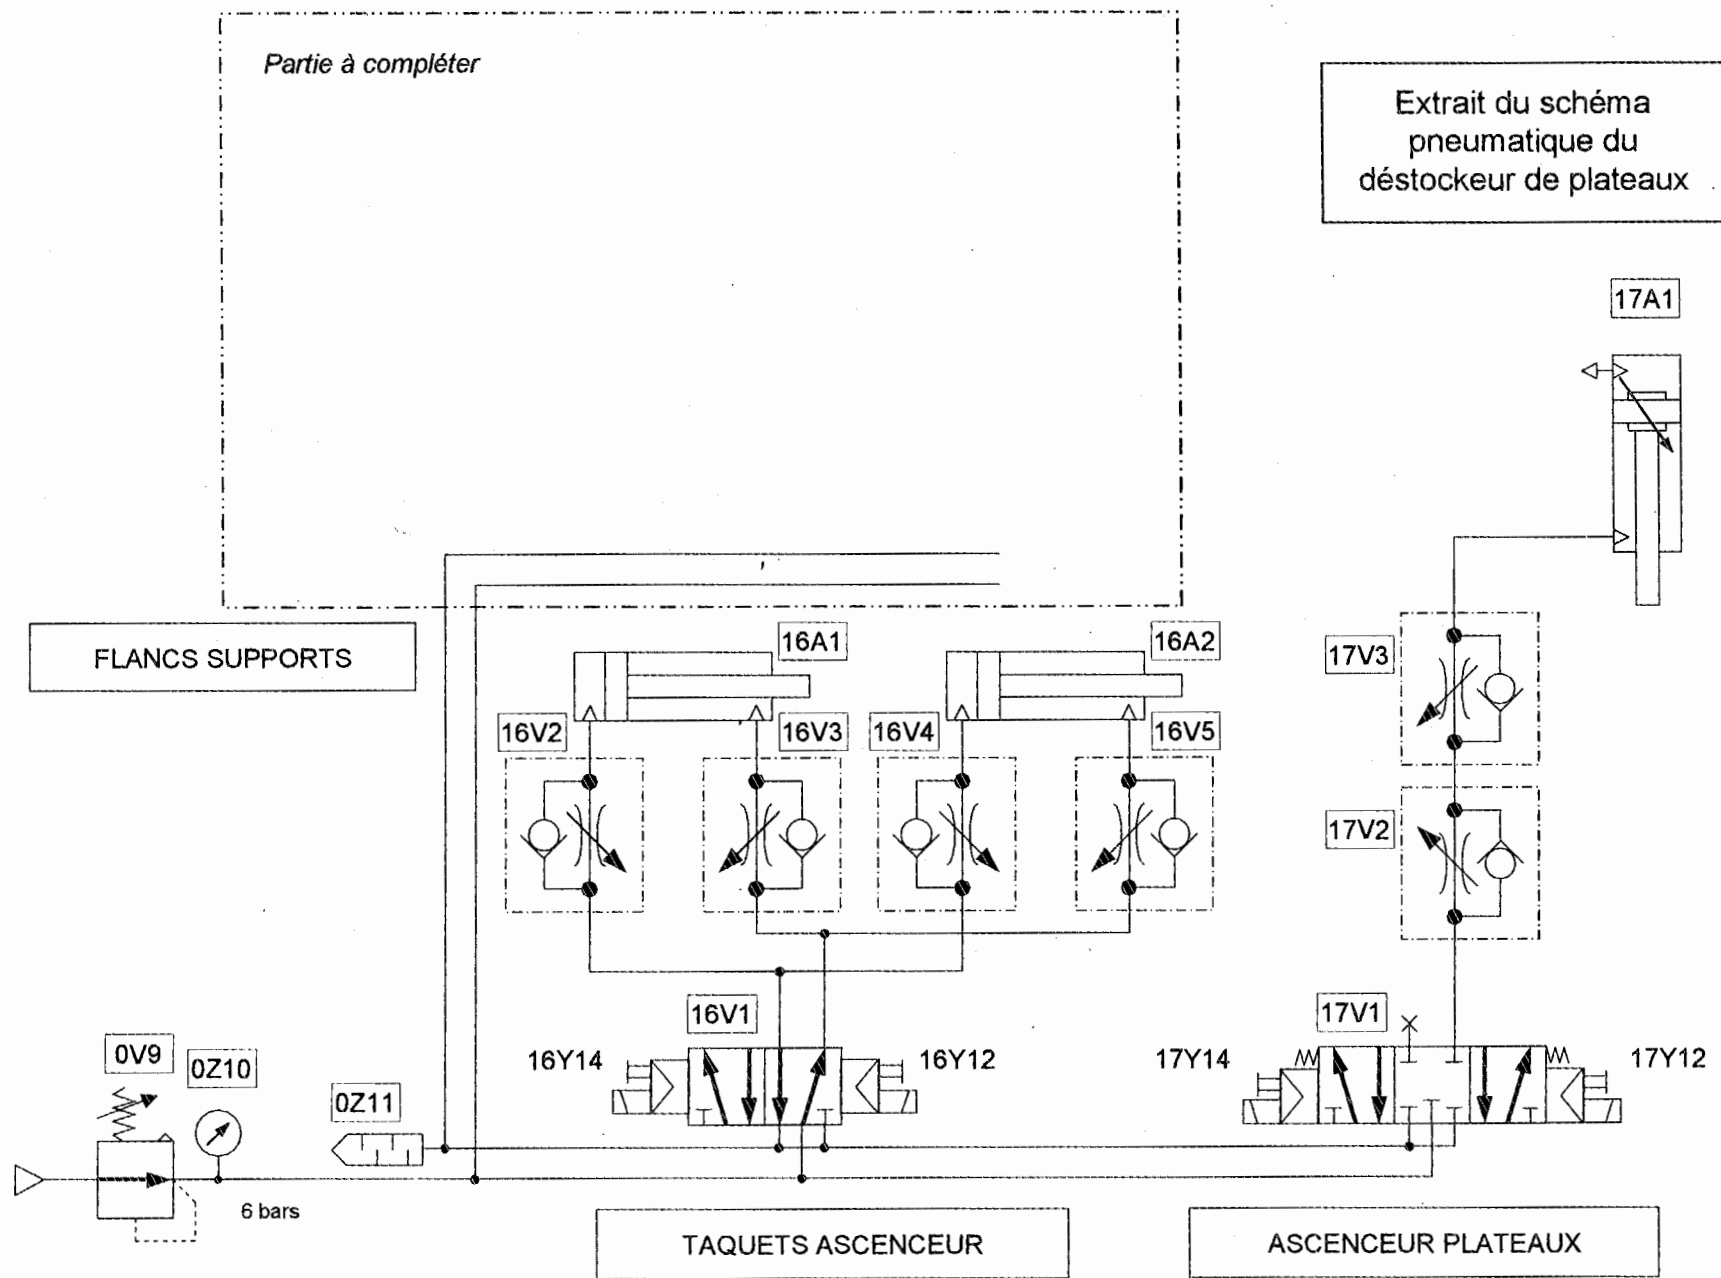 Partie à compléter
Extrait du schéma
pneumatique du
déstockeur de plateaux
17A1
FLANCS SUPPORTS
16A1
16A2
17V3
16V2
16V3
16V4
16V5
17V2
16V1
17V1
0V9
0Z10
16Y14
16Y12
17Y14
17Y12
0Z11
6 bars
TAQUETS ASCENCEUR
ASCENCEUR PLATEAUX